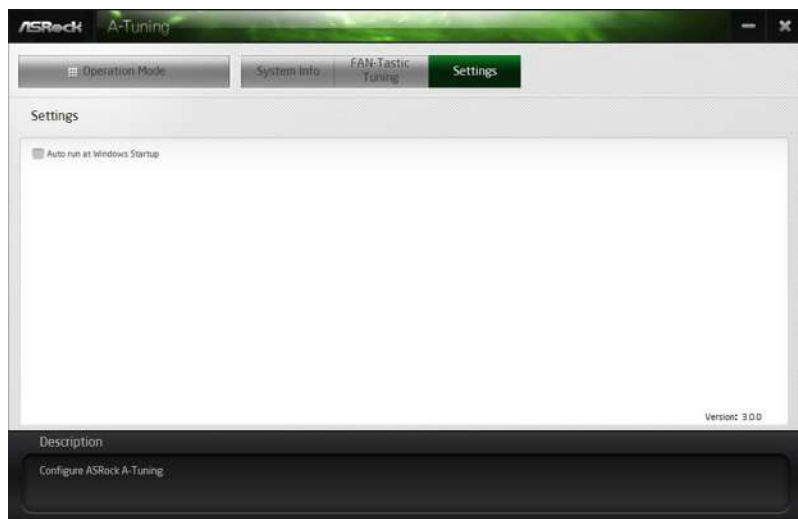 ASRock A-Tuning
Operation Mode
System Info
FAN-Tastic
Tuning
Settings
Settings
Auto run at Windows Startup
Version: 3.0.0
Description
Configure ASRock A-Tuning.